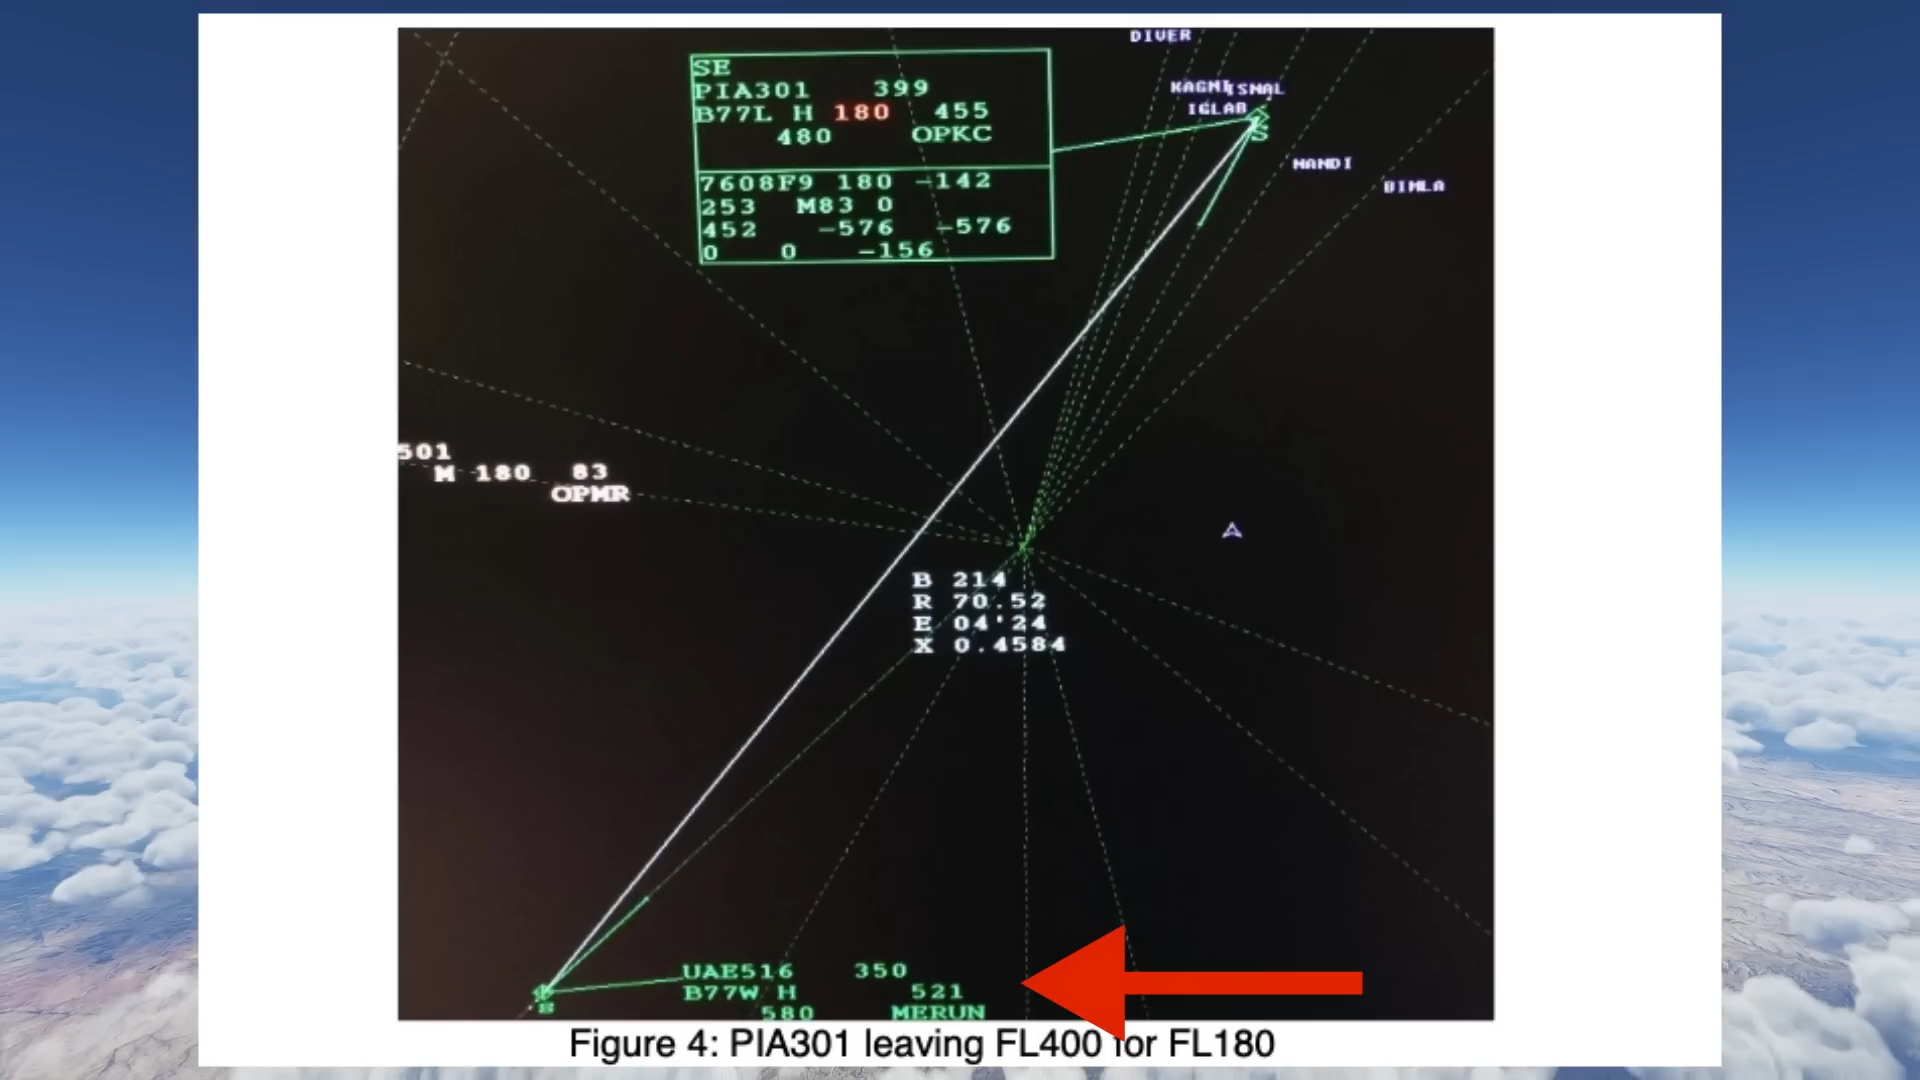 DIVER
KAGNI
ISNAL
IGLAB
NANDI
BIMLA
SE
PIA301 399
B77L H 180 455
480 OPKC
7608F9 180 -142
253 M83 0
452 -576 -576
0 0 -156
S
501
M 180 83
OPMR
B 214
R 70.52
E 04'24
X 0.4584
UAE516 350
B77W H 521
580 MERUN
S
Figure 4: PIA301 leaving FL400 for FL180